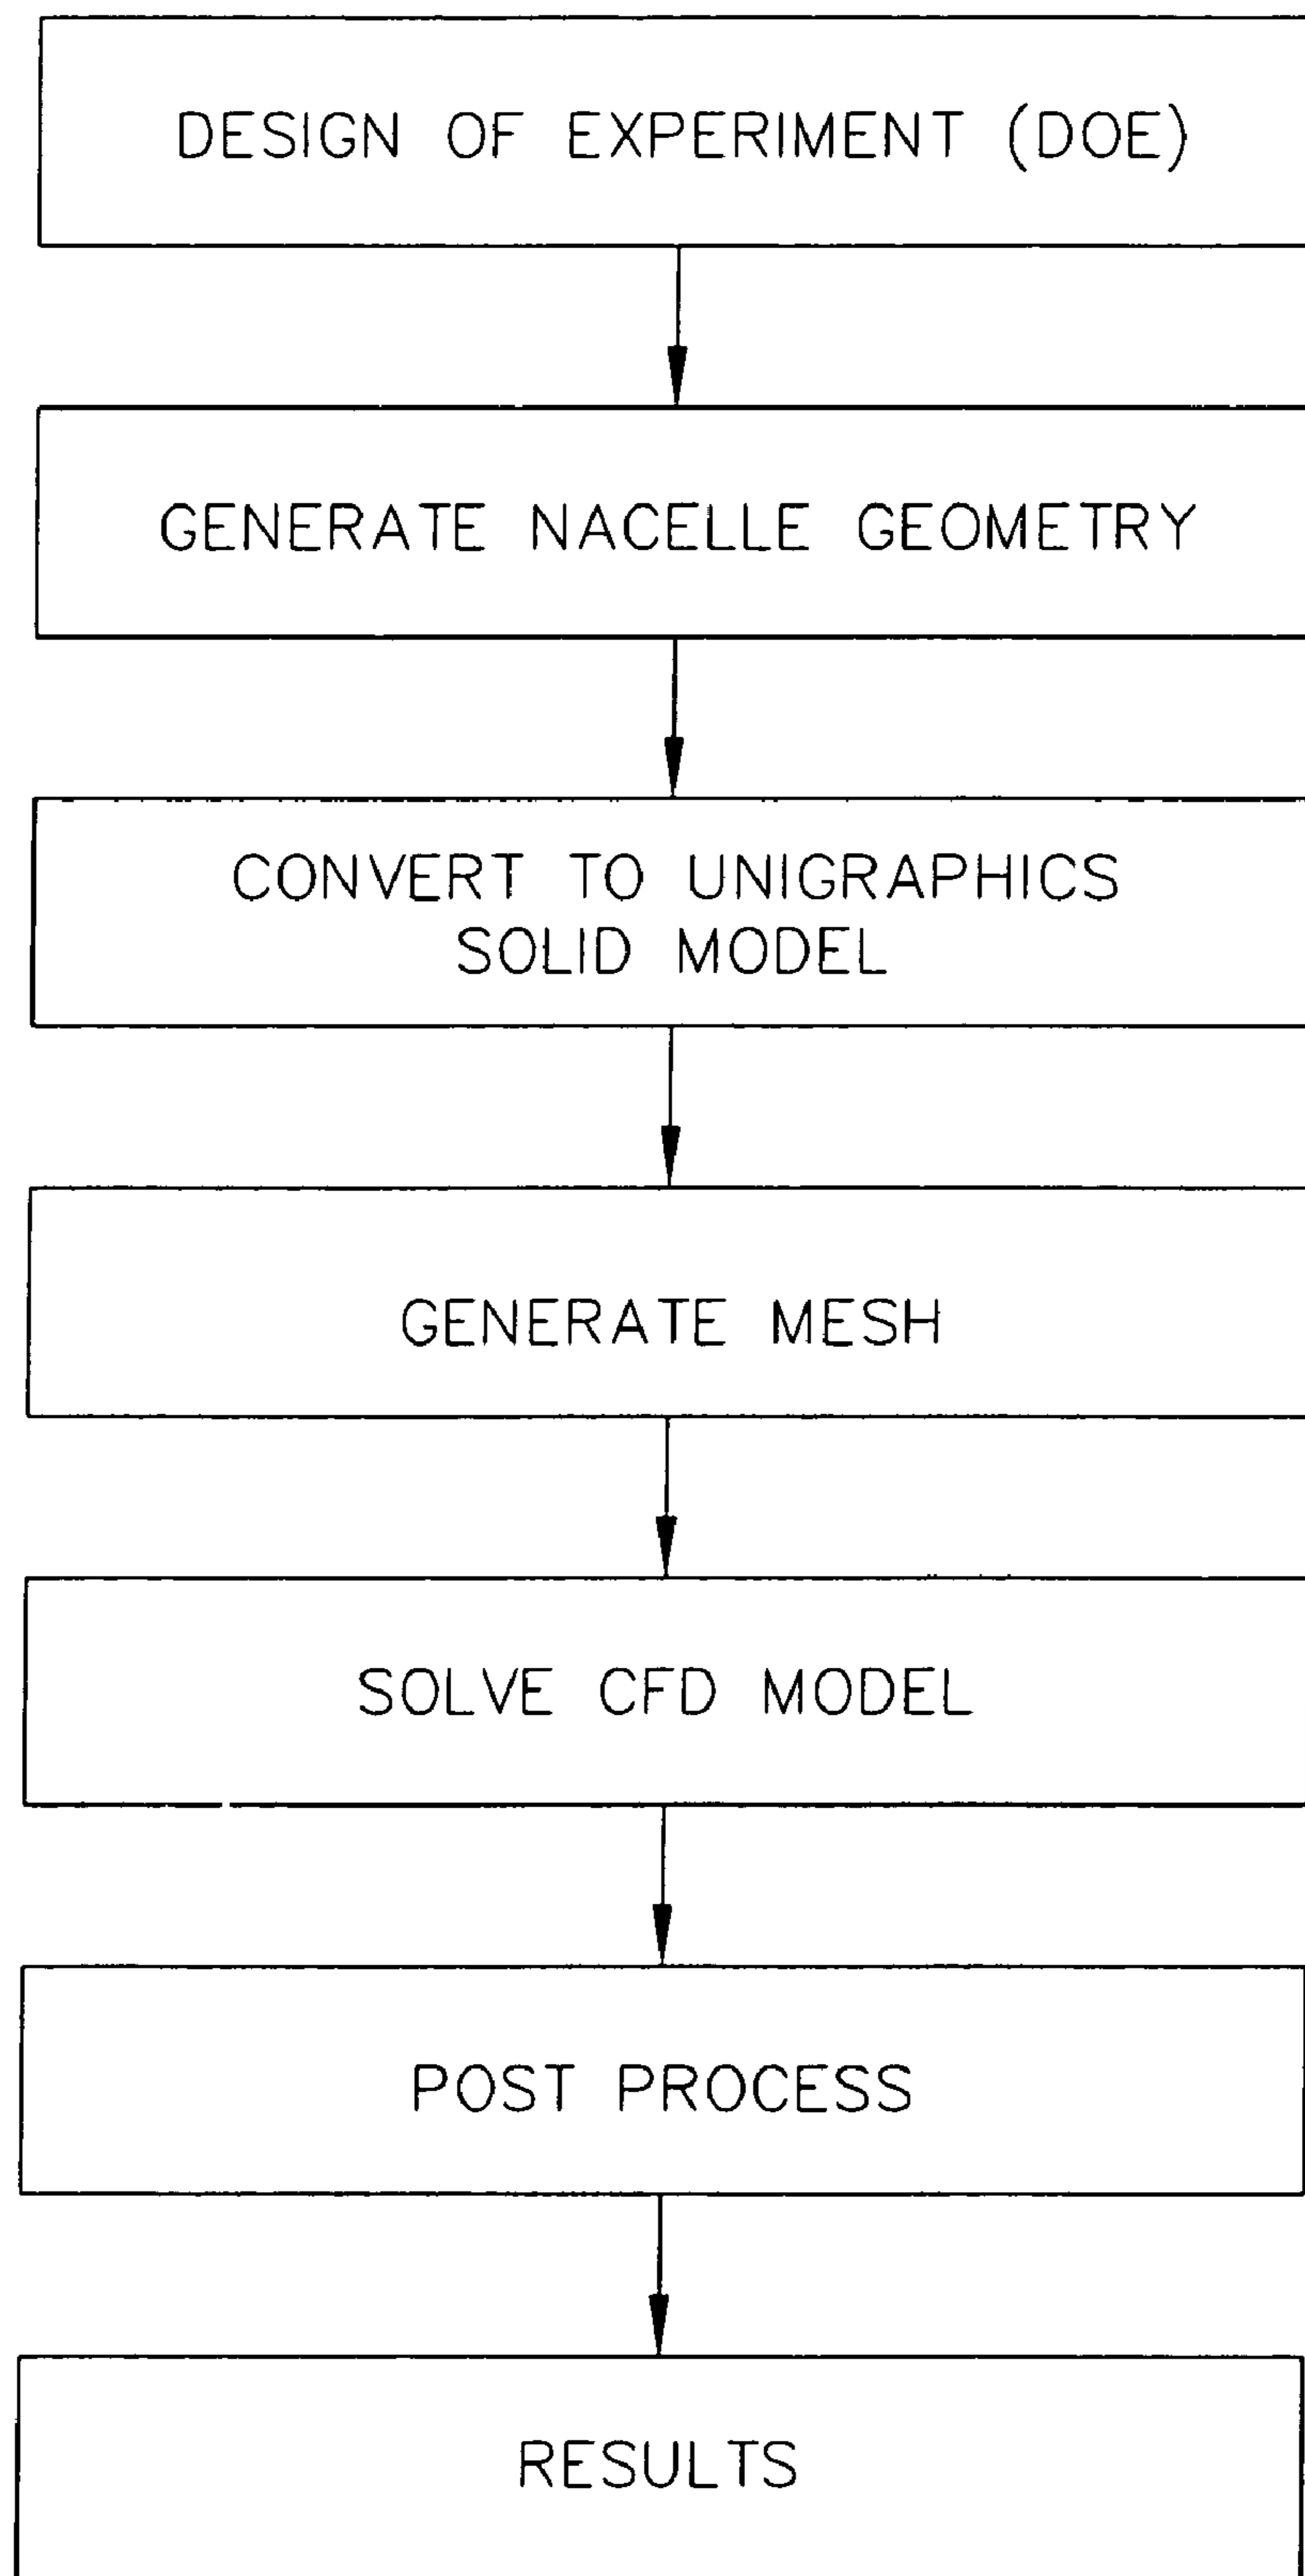 DESIGN OF EXPERIMENT (DOE)
GENERATE NACELLE GEOMETRY
CONVERT TO UNIGRAPHICS
SOLID MODEL
GENERATE MESH
SOLVE CFD MODEL
POST PROCESS
RESULTS